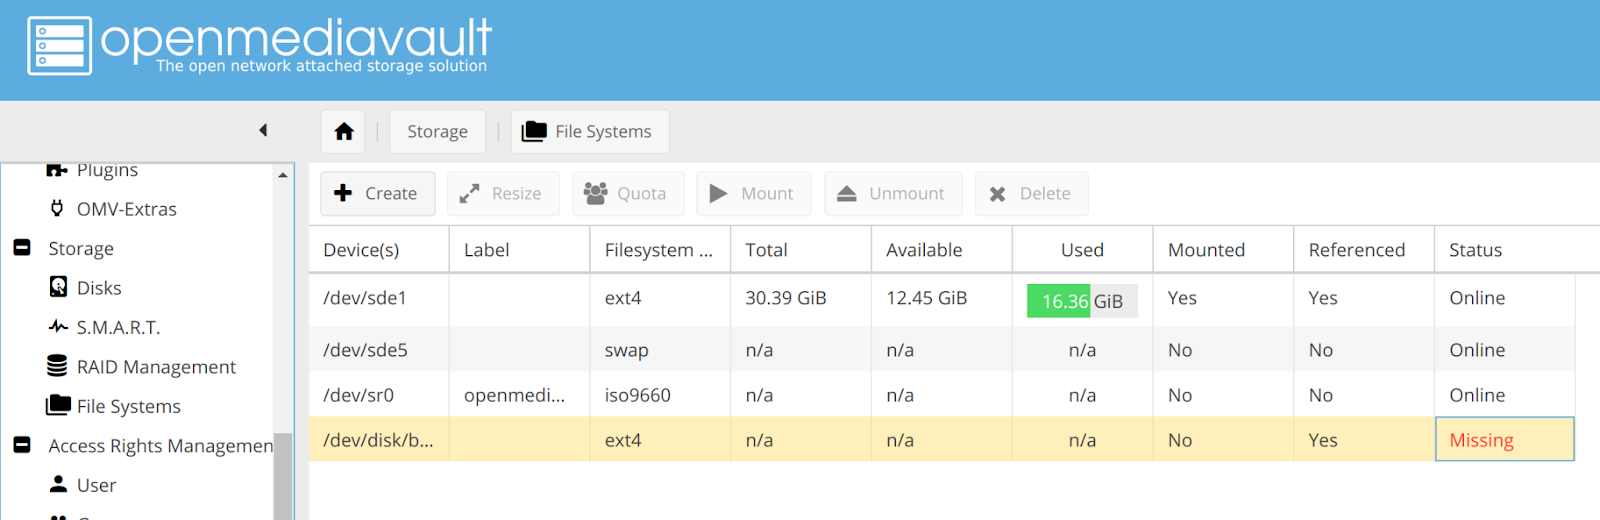 openmediavault
The open network attached storage solution
Storage File Systems
Plugins
OMV-Extras
Storage
Disks
S.M.A.R.T.
RAID Management
File Systems
Access Rights Managemen
User
Create Resize Quota Mount Unmount Delete
Device(s) Label Filesystem ... Total Available Used Mounted Referenced Status
/dev/sde1 ext4 30.39 GiB 12.45 GiB 16.36 GiB Yes Yes Online
/dev/sde5 swap n/a n/a n/a No No Online
/dev/sr0 openmedi... iso9660 n/a n/a n/a No No Online
/dev/disk/b... ext4 n/a n/a n/a No Yes Missing